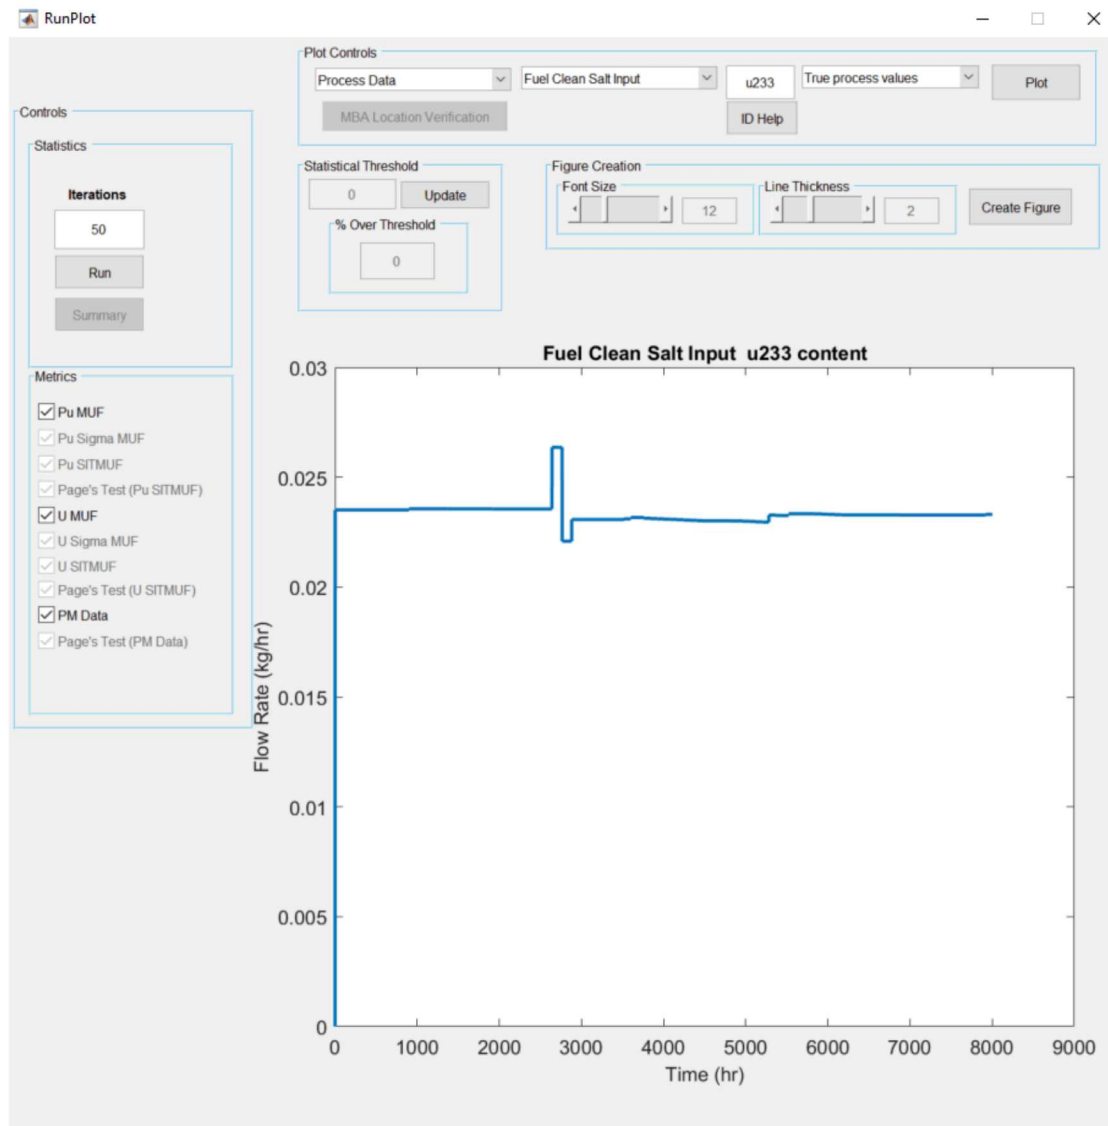 RunPlot
Plot Controls
Process Data
Fuel Clean Salt Input
u233
True process values
Plot
MBA Location Verification
ID Help
Controls
Statistics
Iterations
50
Run
Summary
Statistical Threshold
0
Update
% Over Threshold
0
Figure Creation
Font Size
12
Line Thickness
2
Create Figure
Metrics
Pu MUF
Pu Sigma MUF
Pu SITMUF
Page's Test (Pu SITMUF)
U MUF
U Sigma MUF
U SITMUF
Page's Test (U SITMUF)
PM Data
Page's Test (PM Data)
Fuel Clean Salt Input  u233 content
Flow Rate (kg/hr)
0.03
0.025
0.02
0.015
0.01
0.005
0
0 1000 2000 3000 4000 5000 6000 7000 8000 9000
Time (hr)